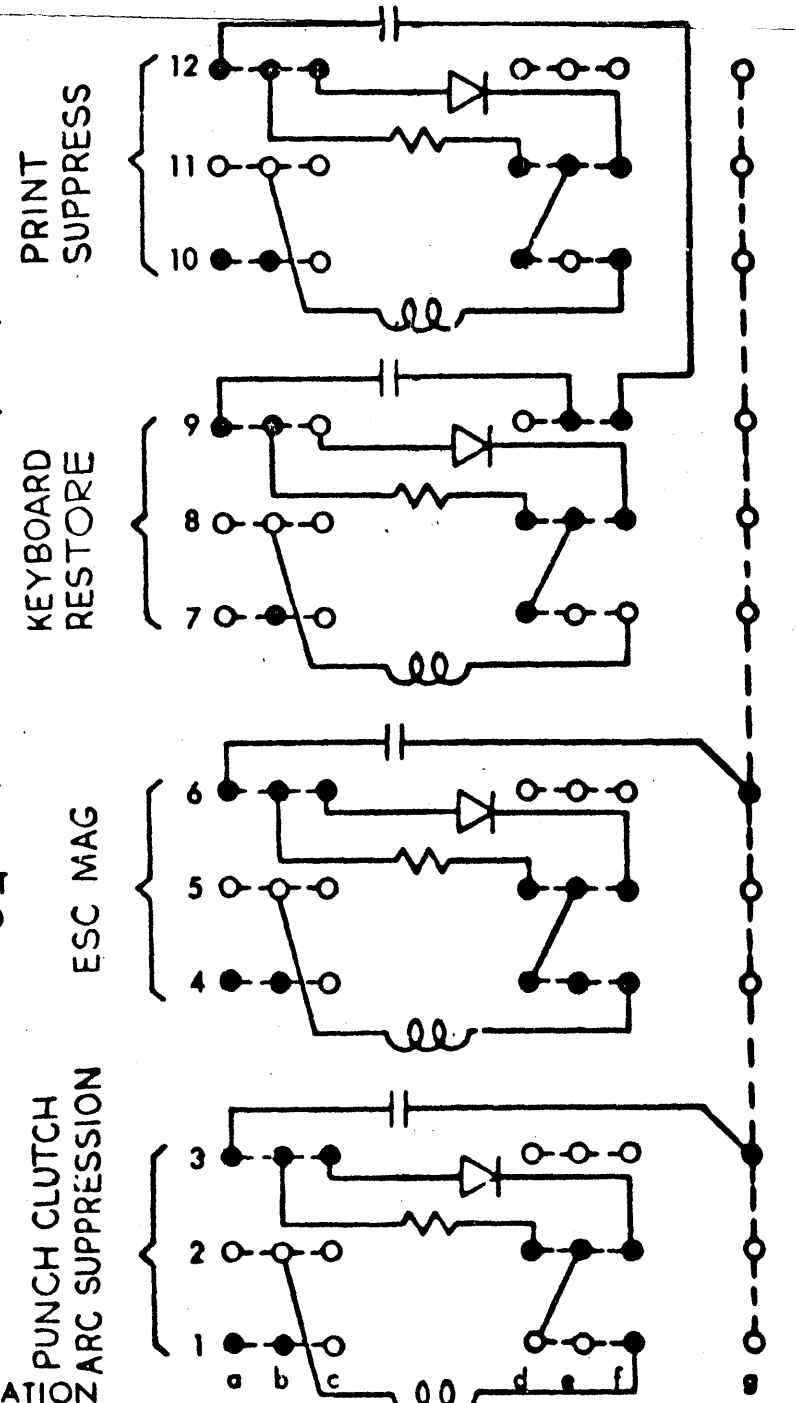 PRINT
SUPPRESS
12
11
10
KEYBOARD
RESTORE
9
8
7
ESC MAG
6
5
4
PUNCH CLUTCH
ARC SUPPRESSION
3
2
1
a b c d e f g